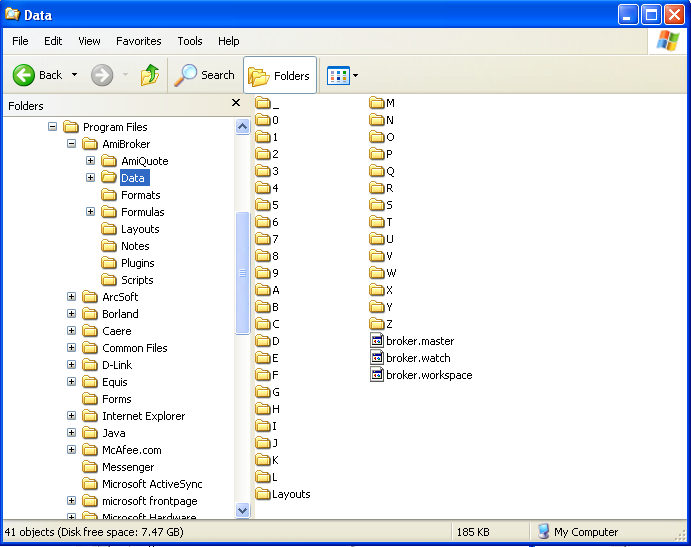 Data
File Edit View Favorites Tools Help
Back Search Folders
Folders
Program Files
AmiBroker
AmiQuote
Data
Formats
Formulas
Layouts
Notes
Plugins
Scripts
ArcSoft
Borland
Caere
Common Files
D-Link
Equis
Forms
Internet Explorer
Java
McAfee.com
Messenger
Microsoft ActiveSync
microsoft frontpage
Microsoft Hardware
_
0
1
2
3
4
5
6
7
8
9
A
B
C
D
E
F
G
H
I
J
K
L
Layouts
M
N
O
P
Q
R
S
T
U
V
W
X
Y
Z
broker.master
broker.watch
broker.workspace
41 objects (Disk free space: 7.47 GB) 185 KB My Computer